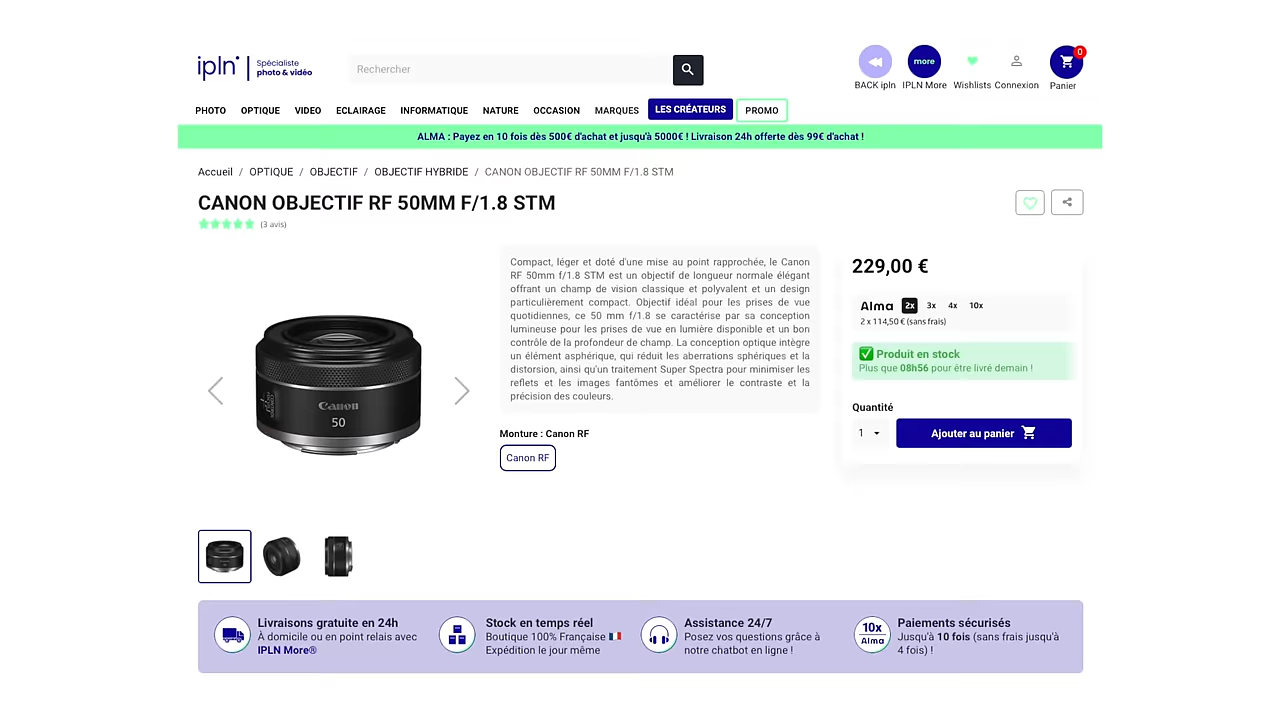 ipln
Spécialiste
photo & vidéo
Rechercher
more
0
BACK ipln
IPLN More
Wishlists
Connexion
Panier
PHOTO
OPTIQUE
VIDEO
ECLAIRAGE
INFORMATIQUE
NATURE
OCCASION
MARQUES
LES CRÉATEURS
PROMO
ALMA : Payez en 10 fois dès 500€ d'achat et jusqu'à 5000€ ! Livraison 24h offerte dès 99€ d'achat !
Accueil / OPTIQUE / OBJECTIF / OBJECTIF HYBRIDE / CANON OBJECTIF RF 50MM F/1.8 STM
CANON OBJECTIF RF 50MM F/1.8 STM
(3 avis)
Canon
50
Compact, léger et doté d'une mise au point rapprochée, le Canon
RF 50mm f/1.8 STM est un objectif de longueur normale élégant
offrant un champ de vision classique et polyvalent et un design
particulièrement compact. Objectif idéal pour les prises de vue
quotidiennes, ce 50 mm f/1.8 se caractérise par sa conception
lumineuse pour les prises de vue en lumière disponible et un bon
contrôle de la profondeur de champ. La conception optique intègre
un élément asphérique, qui réduit les aberrations sphériques et la
distorsion, ainsi qu'un traitement Super Spectra pour minimiser les
reflets et les images fantômes et améliorer le contraste et la
précision des couleurs.
Monture : Canon RF
Canon RF
229,00 €
Alma 2x 3x 4x 10x
2 x 114,50 € (sans frais)
Produit en stock
Plus que 08h56 pour être livré demain !
Quantité
1
Ajouter au panier
Livraisons gratuite en 24h
À domicile ou en point relais avec
IPLN More®
Stock en temps réel
Boutique 100% Française
Expédition le jour même
Assistance 24/7
Posez vos questions grâce à
notre chatbot en ligne !
10x
Alma
Paiements sécurisés
Jusqu'à 10 fois (sans frais jusqu'à
4 fois) !